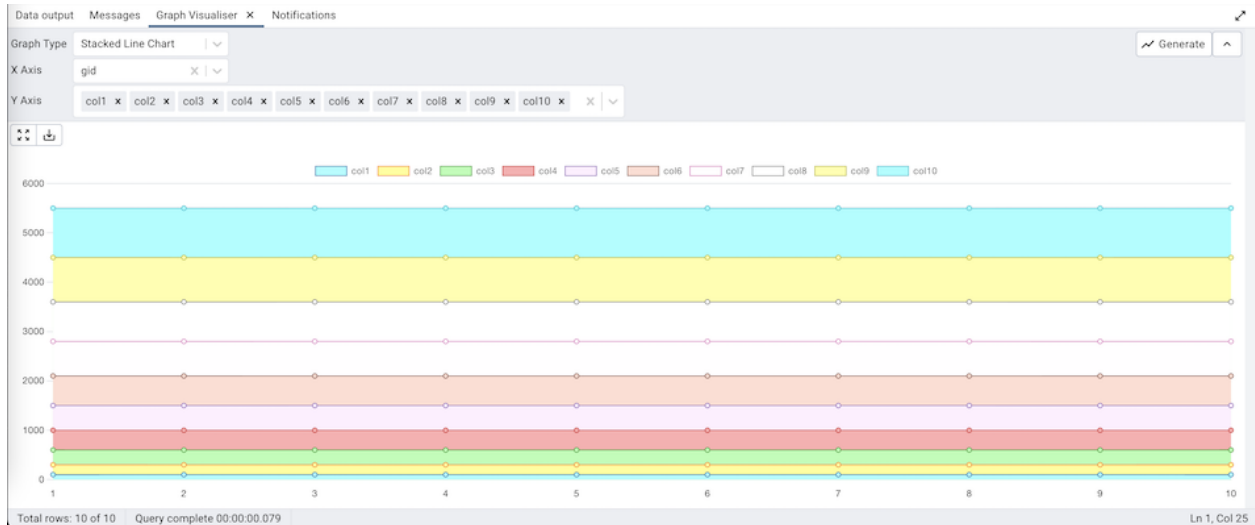 Data output Messages Graph Visualiser × Notifications
Graph Type Stacked Line Chart Generate
X Axis gid ×
Y Axis col1 × col2 × col3 × col4 × col5 × col6 × col7 × col8 × col9 × col10 × ×
col1 col2 col3 col4 col5 col6 col7 col8 col9 col10
6000
5000
4000
3000
2000
1000
0
1 2 3 4 5 6 7 8 9 10
Total rows: 10 of 10 Query complete 00:00:00.079 Ln 1, Col 25